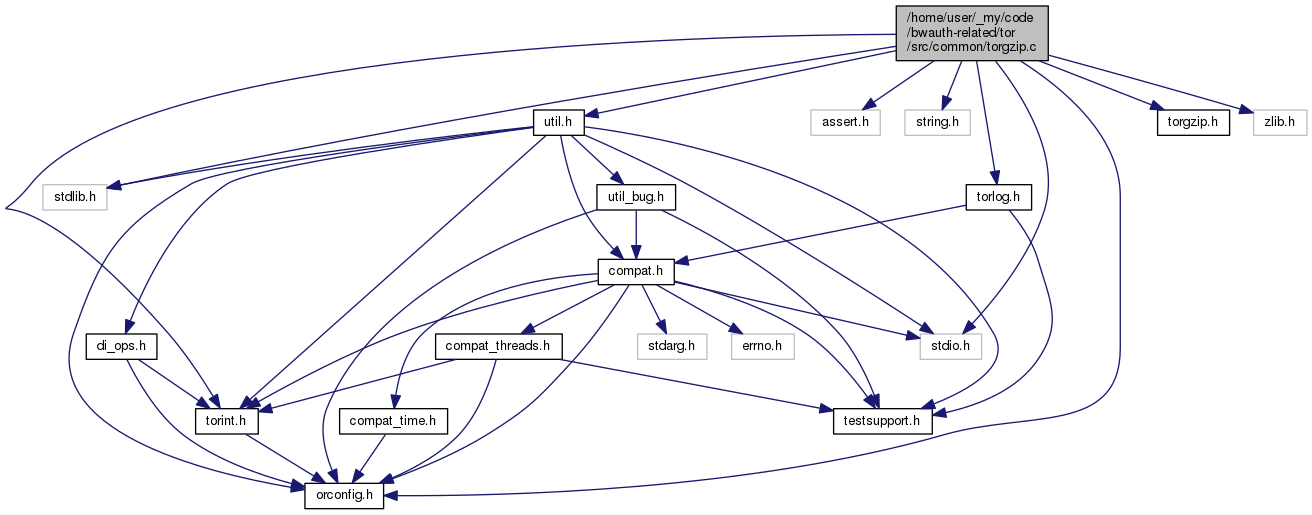 /home/user/_my/code
/bwauth-related/tor
/src/common/torgzip.c
util.h
assert.h
string.h
torgzip.h
zlib.h
stdlib.h
util_bug.h
torlog.h
compat.h
di_ops.h
compat_threads.h
stdarg.h
errno.h
stdio.h
torint.h
compat_time.h
testsupport.h
orconfig.h